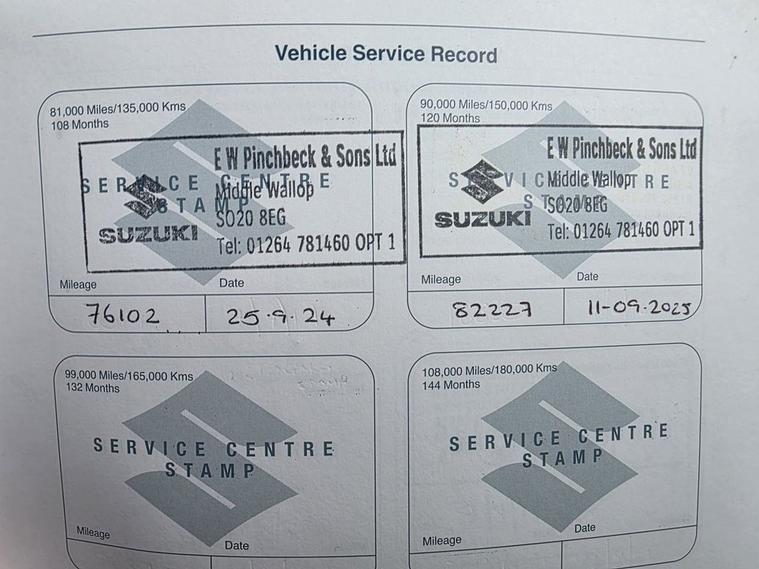 Vehicle Service Record
81,000 Miles/135,000 Kms
108 Months
SERVICE CENTRE
STAMP
E W Pinchbeck & Sons Ltd
Middle Wallop
SO20 8EG
SUZUKI
Tel: 01264 781460 OPT 1
Mileage
Date
76102
25.9.24
90,000 Miles/150,000 Kms
120 Months
SERVICE CENTRE
STAMP
E W Pinchbeck & Sons Ltd
Middle Wallop
SO20 8EG
SUZUKI
Tel: 01264 781460 OPT 1
Mileage
Date
82227
11-09-2025
99,000 Miles/165,000 Kms
132 Months
SERVICE CENTRE
STAMP
Mileage
Date
108,000 Miles/180,000 Kms
144 Months
SERVICE CENTRE
STAMP
Mileage
Date